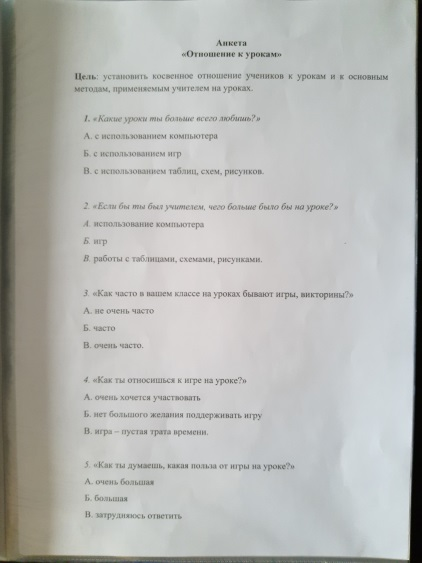 Анкета
«Отношение к урокам»
Цель: установить косвенное отношение учеников к урокам и к основным
методам, применяемым учителем на уроках.
1. «Какие уроки ты больше всего любишь?»
А. с использованием компьютера
Б. с использованием игр
В. с использованием таблиц, схем, рисунков.
2. «Если бы ты был учителем, чего больше было бы на уроке?»
А. использование компьютера
Б. игр
В. работы с таблицами, схемами, рисунками.
3. «Как часто в вашем классе на уроках бывают игры, викторины?»
А. не очень часто
Б. часто
В. очень часто.
4. «Как ты относишься к игре на уроке?»
А. очень хочется участвовать
Б. нет большого желания поддерживать игру
В. игра – пустая трата времени.
5. «Как ты думаешь, какая польза от игры на уроке?»
А. очень большая
Б. большая
В. затрудняюсь ответить